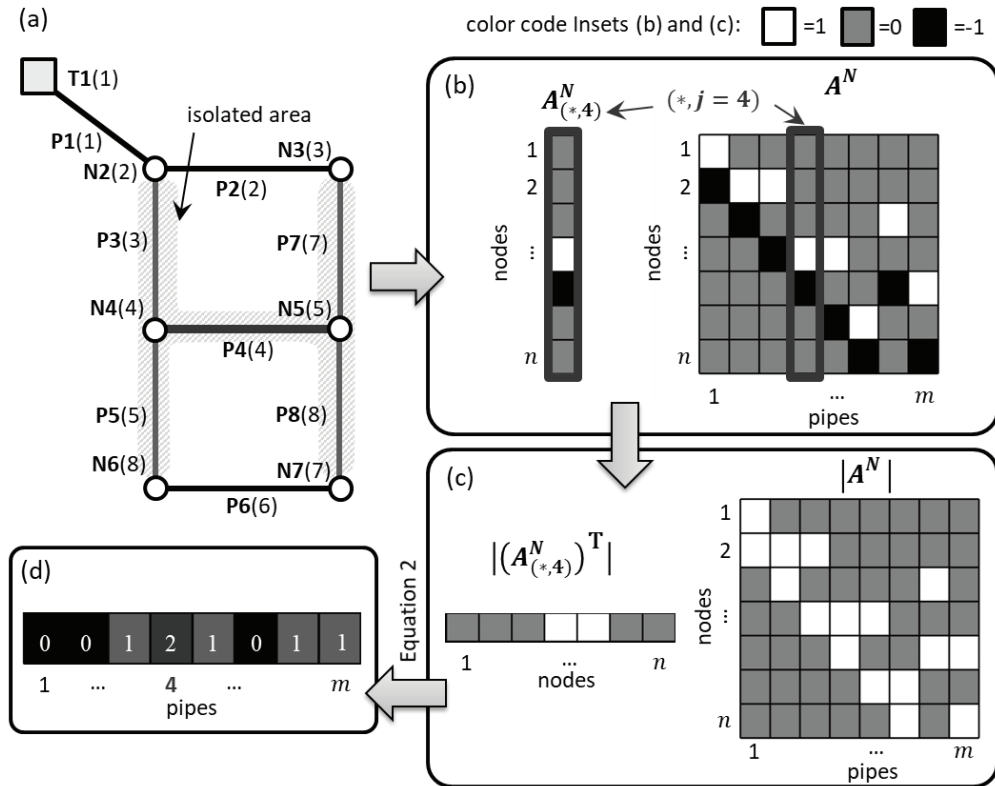 (a)
color code Insets (b) and (c): =1 =0 =-1
T1(1)
isolated area
P1(1)
N2(2)
N3(3)
P2(2)
P3(3)
P7(7)
N4(4)
N5(5)
P4(4)
P5(5)
P8(8)
N6(8)
N7(7)
P6(6)
(b)
A^N_(*,4)
(*, j = 4)
A^N
1
2
...
n
nodes
1
2
...
n
nodes
1 ... m
pipes
(c)
|(A^N_(*,4))^T|
1 ... n
nodes
|A^N|
1
2
...
n
nodes
1 ... m
pipes
Equation 2
(d)
0 0 1 2 1 0 1 1
1 ... 4 ... m
pipes